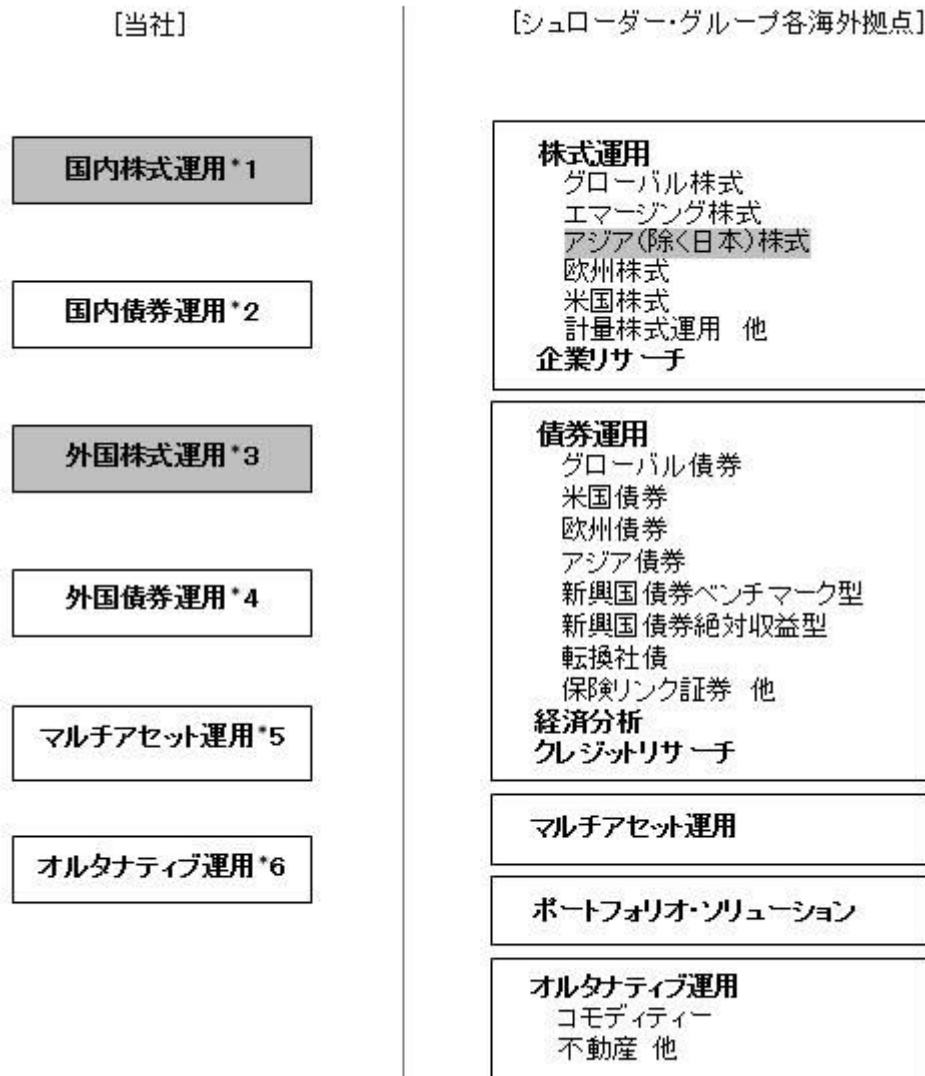 [当社]
国内株式運用*1
国内債券運用*2
外国株式運用*3
外国債券運用*4
マルチアセット運用*5
オルタナティブ運用*6
[シュローダー・グループ各海外拠点]
株式運用
グローバル株式
エマージング株式
アジア(除く日本)株式
欧州株式
米国株式
計量株式運用 他
企業リサーチ
債券運用
グローバル債券
米国債券
欧州債券
アジア債券
新興国債券ベンチマーク型
新興国債券絶対収益型
転換社債
保険リンク証券 他
経済分析
クレジットリサーチ
マルチアセット運用
ポートフォリオ・ソリューション
オルタナティブ運用
コモディティー
不動産 他